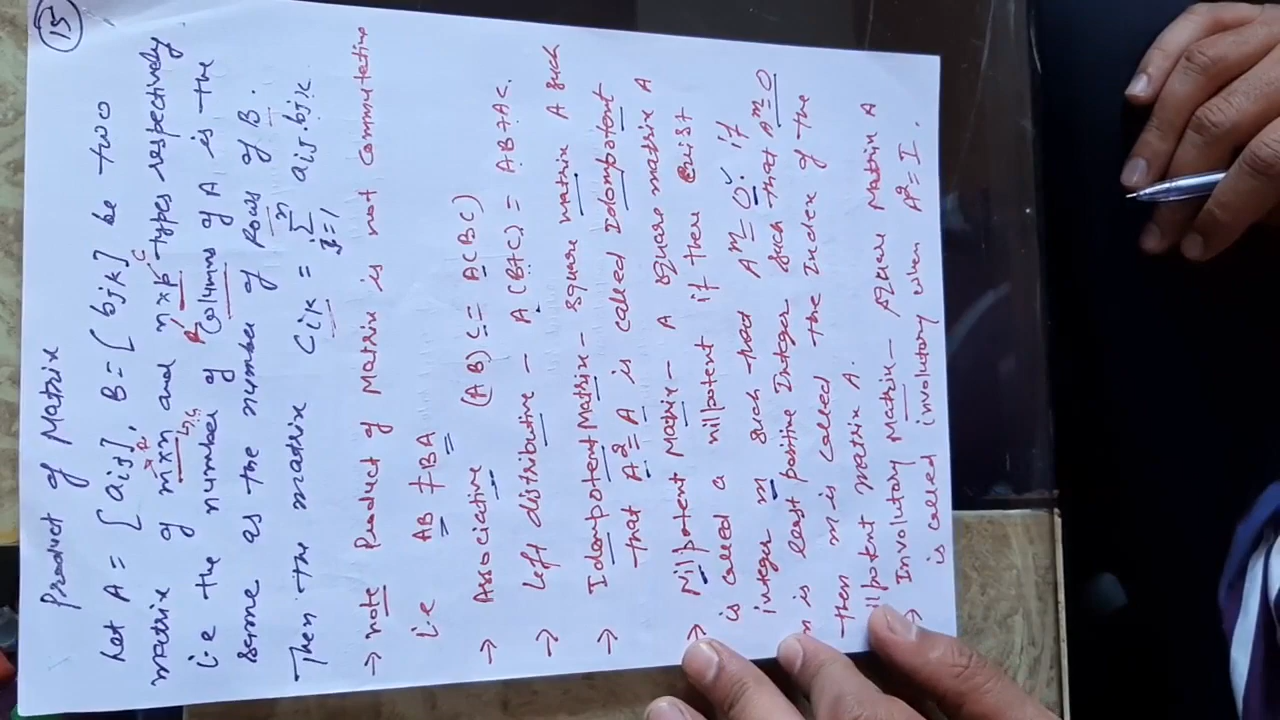 15
Product of Matrix
Let A = [aij], B = [bjk] be two
matrix of m×n and n×p types respectively
i.e the number of columns of A is the
same as the number of rows of B.
Then the matrix Cik = n∑j=1 aij.bjk.
→ note Product of Matrix is not Commutative
i.e AB ≠ BA
→ Associative (AB)C = A(BC)
→ Left distributive - A(B+C) = AB+AC.
→ Idempotent Matrix - square matrix A such
that A² = A is called Idempotent
→ Nilpotent Matrix - A square matrix A
is called a nilpotent if there exist
integer m such that Aᵐ = 0. if
m is least positive Integer such that Aᵐ = 0
then m is called the Index of the
nilpotent matrix A.
→ Involutory Matrix - square Matrix A
is called involutory when A² = I.